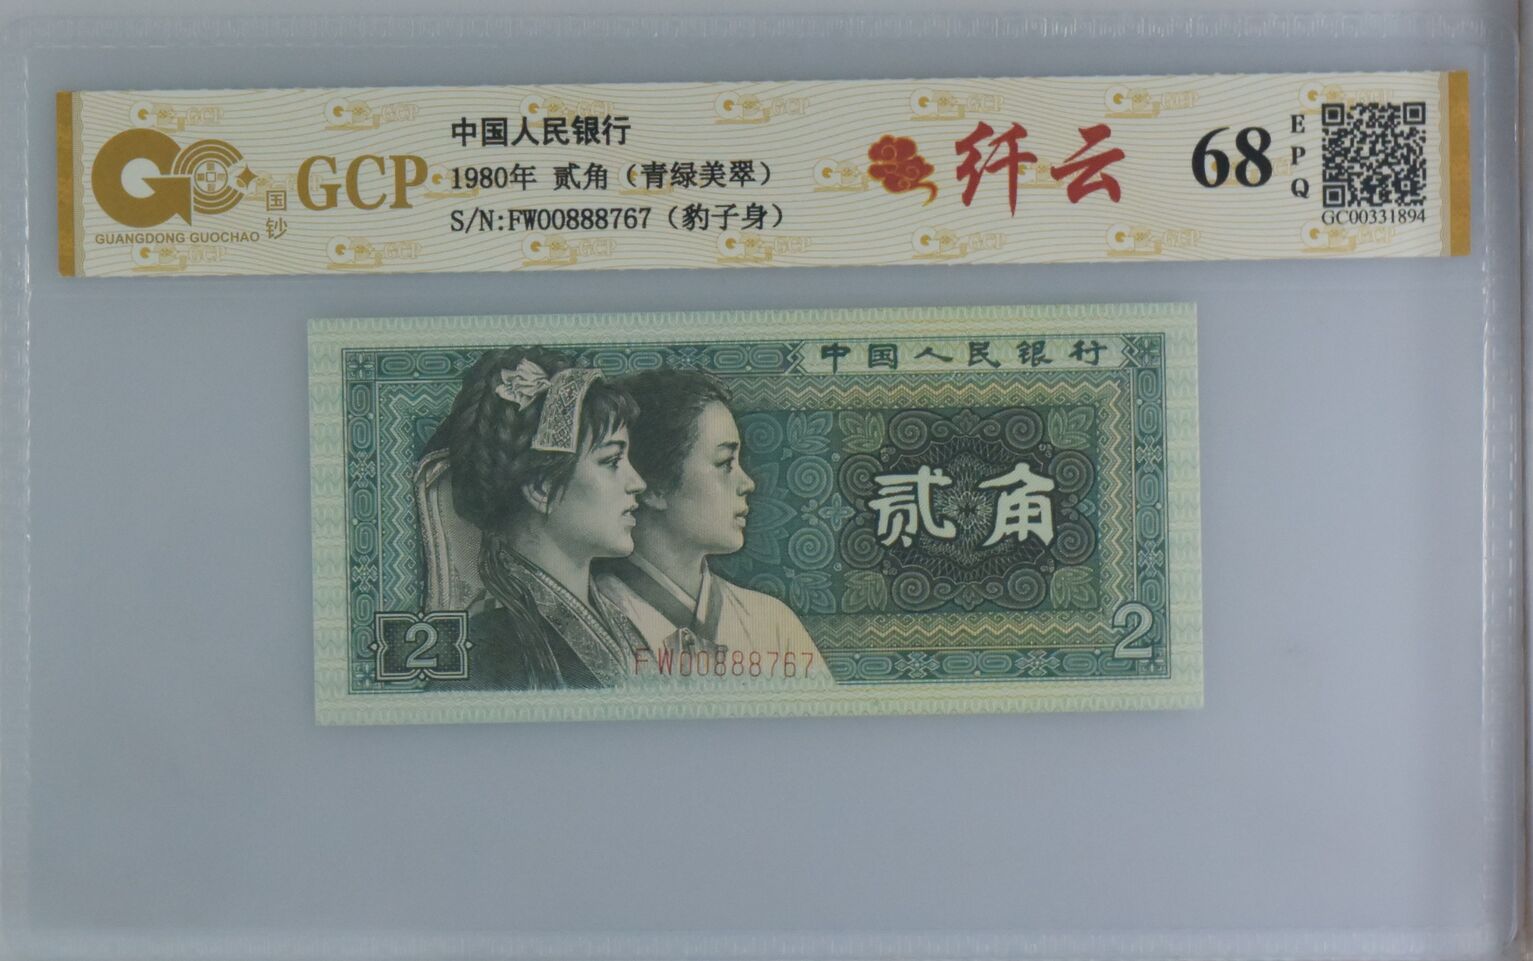 GUANGDONG GUOCHAO
国钞
GCP
中国人民银行
1980年 贰角（青绿美翠）
S/N:FW00888767（豹子身）
纤云
68
EPQ
GC00331894
中国人民银行
贰角
2
2
FW00888767